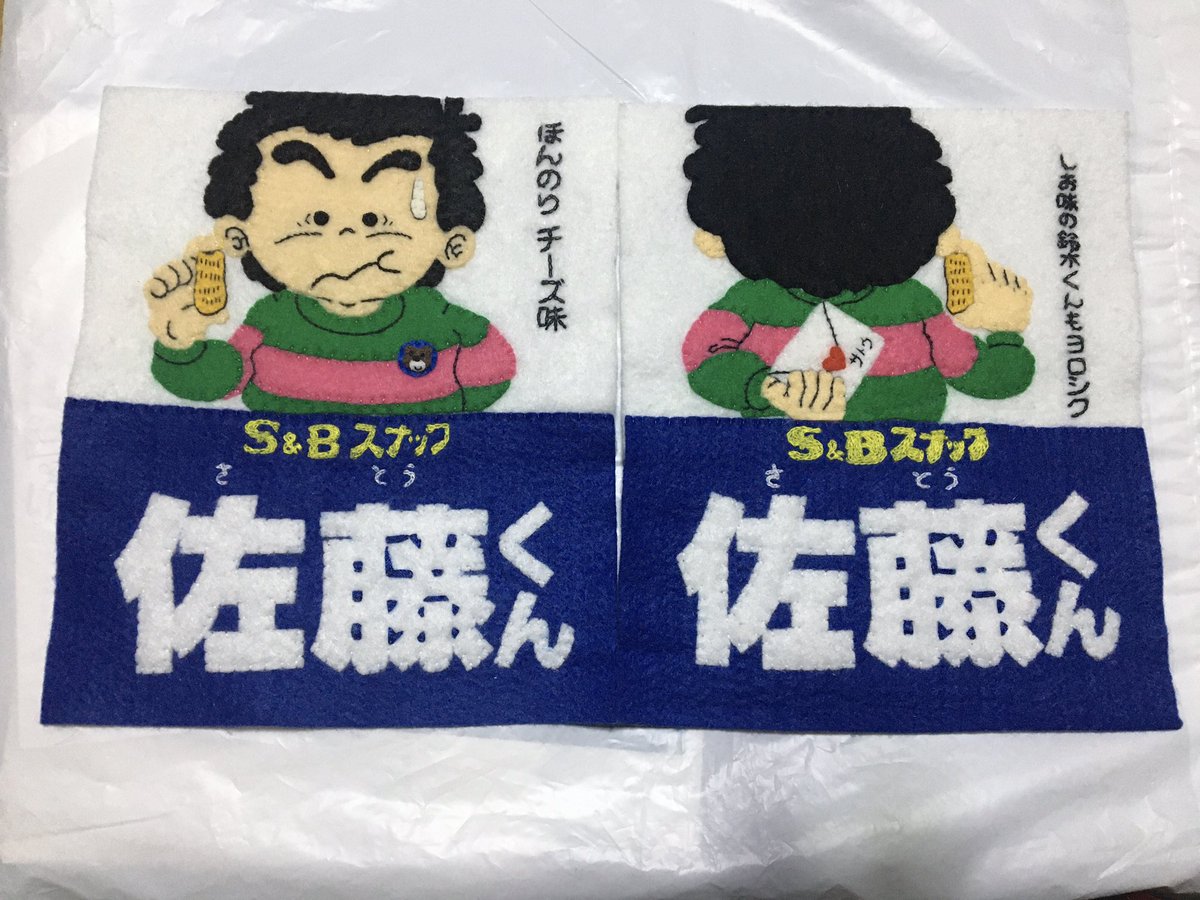 ほんのり チーズ味
S&Bスナック
さとう
佐藤くん
しお味の鈴木くんもヨロシク
サトウ
S&Bスナック
さとう
佐藤くん